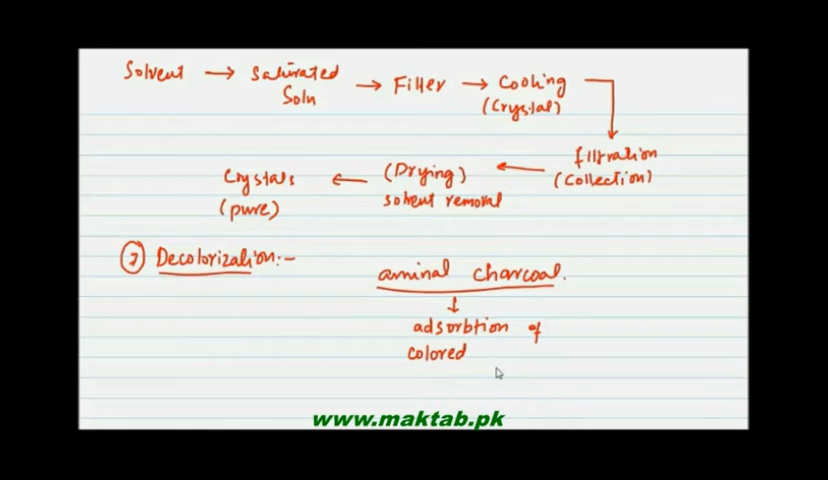 Solvent → Saturated Soln → Filter → Cooling (Crystal)
filtration (collection)
Crystals (pure) ← (Drying) solvent removal ←
⑦ Decolorization:-
aminal charcoal.
↓
adsorbtion of
colored
www.maktab.pk